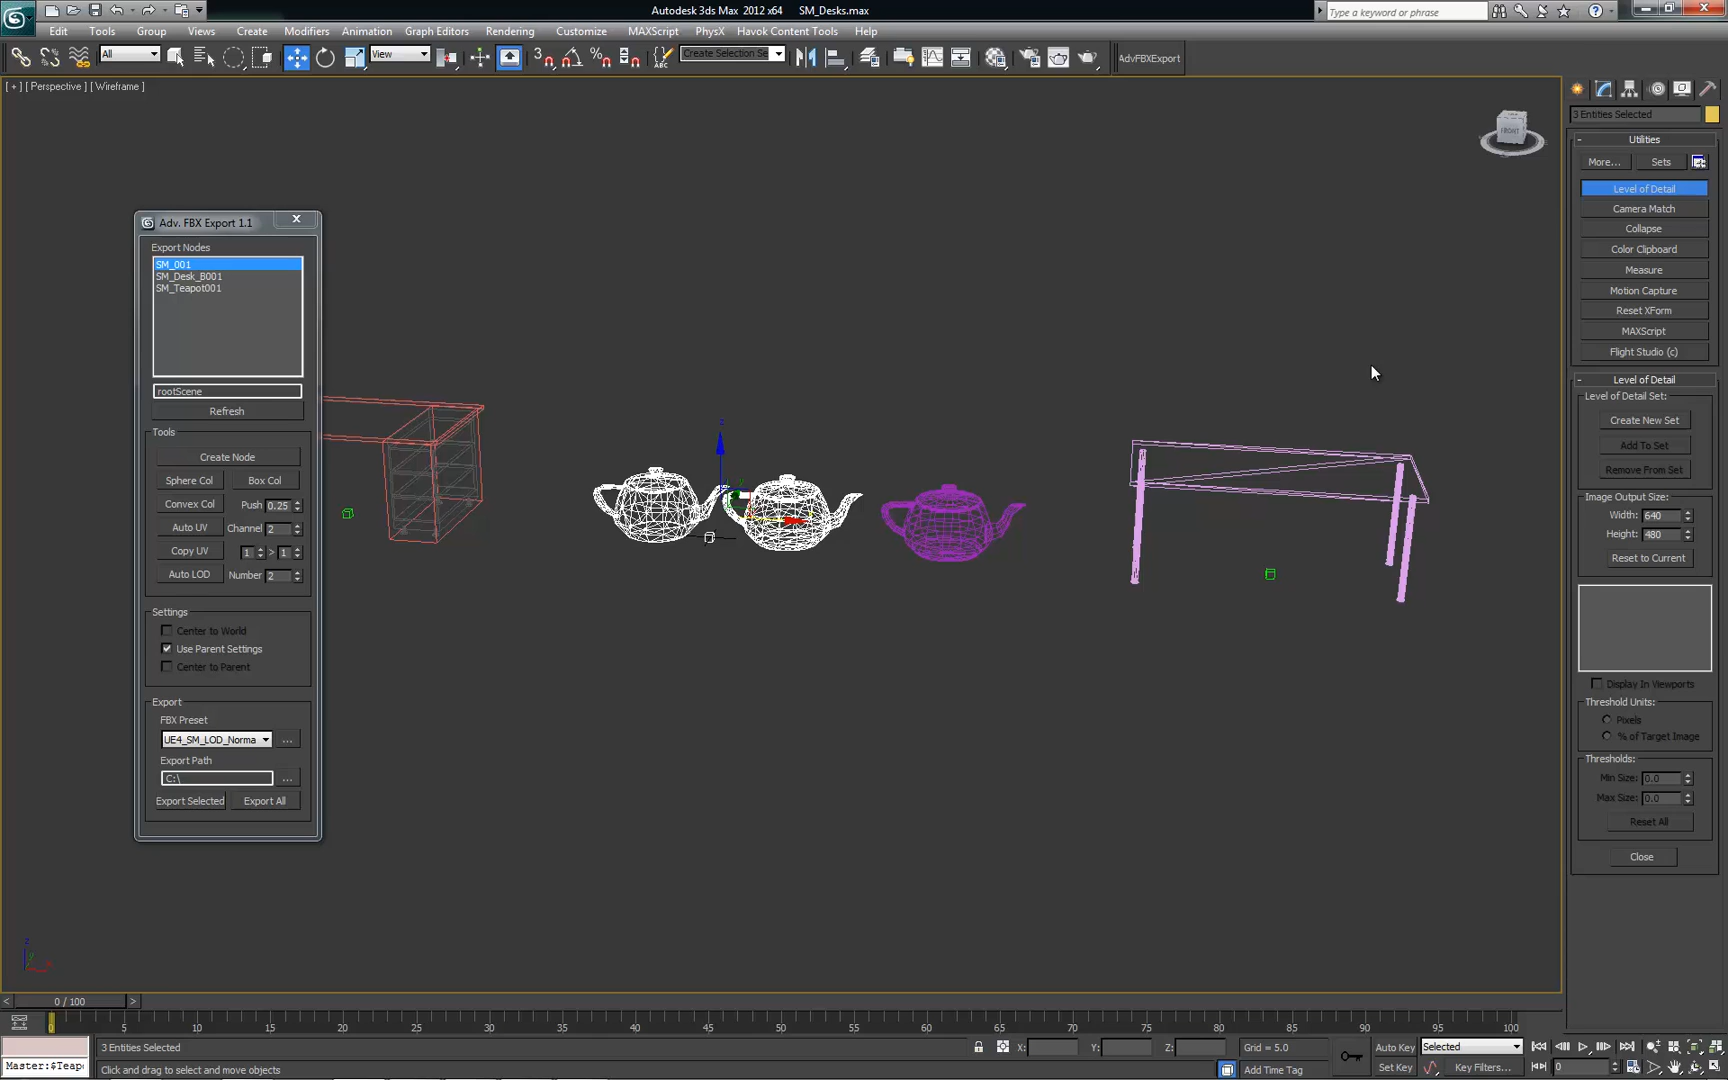 Autodesk 3ds Max 2012 x64 SM_Desks.max
Type a keyword or phrase
Edit Tools Group Views Create Modifiers Animation Graph Editors Rendering Customize MAXScript PhysX Havok Content Tools Help
All View Create Selection Se AdvFBXExport
[ + ] [ Perspective ] [ Wireframe ]
FRONT
Adv. FBX Export 1.1
Export Nodes
SM_001
SM_Desk_B001
SM_Teapot001
rootScene
Refresh
Tools
Create Node
Sphere Col Box Col
Convex Col Push 0.25
Auto UV Channel 2
Copy UV 1 > 1
Auto LOD Number 2
Settings
Center to World
Use Parent Settings
Center to Parent
Export
FBX Preset
UE4_SM_LOD_Norma ...
Export Path
C:\ ...
Export Selected Export All
3 Entities Selected
Utilities
More... Sets
Level of Detail
Camera Match
Collapse
Color Clipboard
Measure
Motion Capture
Reset XForm
MAXScript
Flight Studio (c)
Level of Detail
Level of Detail Set:
Create New Set
Add To Set
Remove From Set
Image Output Size:
Width: 640
Height: 480
Reset to Current
Display In Viewports
Threshold Units:
Pixels
% of Target Image
Thresholds:
Min Size: 0.0
Max Size: 0.0
Reset All
Close
z
y
x
< 0 / 100 >
0 5 10 15 20 25 30 35 40 45 50 55 60 65 70 75 80 85 90 95 100
3 Entities Selected X: Y: Z: Grid = 5.0 Auto Key Selected
Master:$Teap Click and drag to select and move objects Add Time Tag Set Key Key Filters... 0